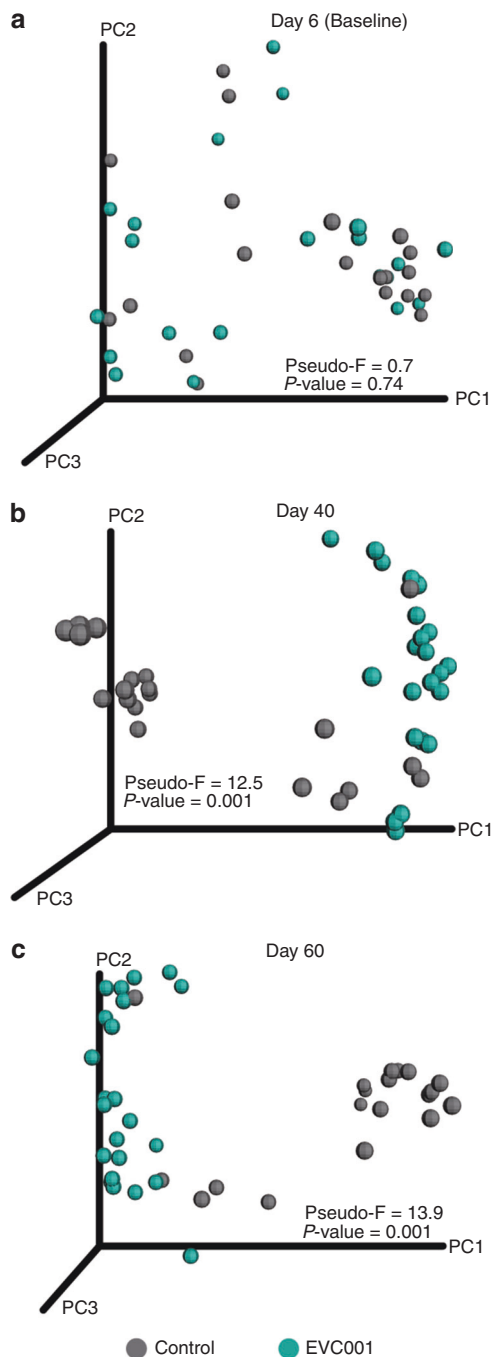 a
Day 6 (Baseline)
PC2
Pseudo-F = 0.7
P-value = 0.74
PC1
PC3
b
Day 40
PC2
Pseudo-F = 12.5
P-value = 0.001
PC1
PC3
c
Day 60
PC2
Pseudo-F = 13.9
P-value = 0.001
PC1
PC3
Control EVC001